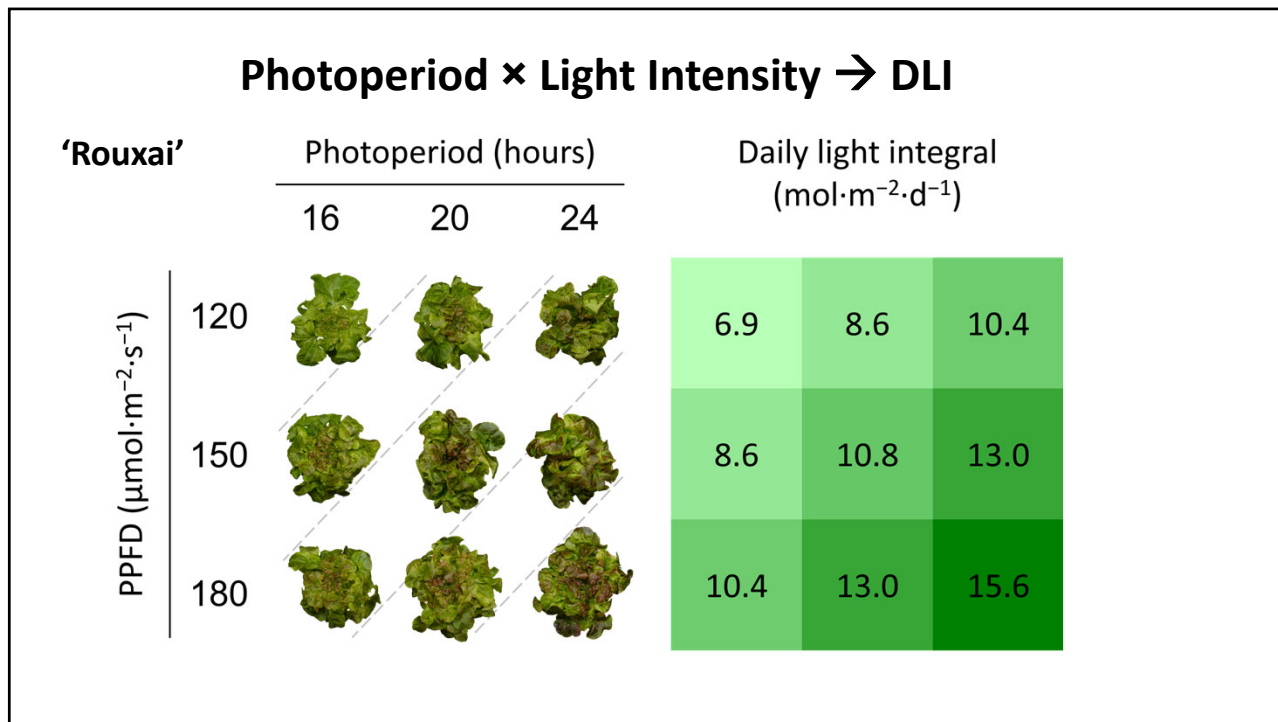 Photoperiod × Light Intensity → DLI
‘Rouxai’
Photoperiod (hours)
16 20 24
Daily light integral
(mol·m⁻²·d⁻¹)
PPFD (µmol·m⁻²·s⁻¹)
120
150
180
6.9 8.6 10.4
8.6 10.8 13.0
10.4 13.0 15.6